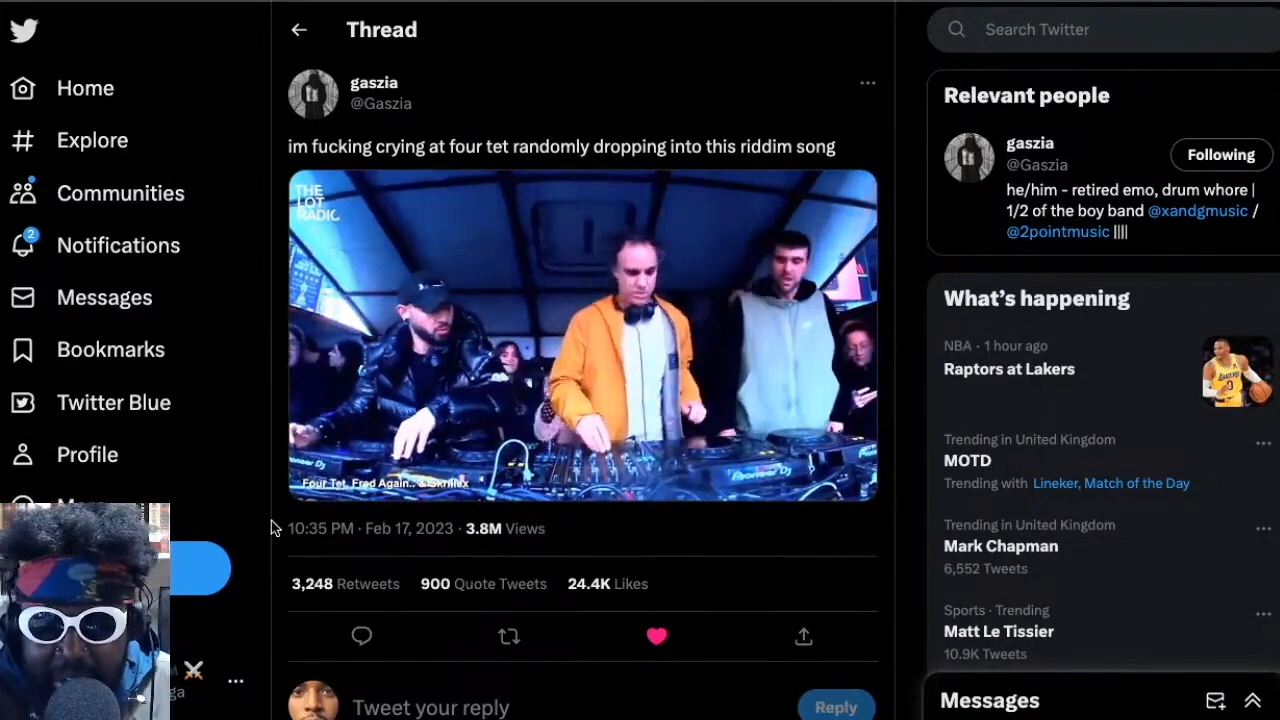 Thread
Search Twitter
Home
Explore
Communities
2
Notifications
Messages
Bookmarks
Twitter Blue
Profile
gaszia
@Gaszia
im fucking crying at four tet randomly dropping into this riddim song
THE
LOT
RADIO
Pioneer Dj
Pioneer Dj
Four Tet, Fred Again.. & Skrillex
10:35 PM · Feb 17, 2023 · 3.8M Views
3,248 Retweets 900 Quote Tweets 24.4K Likes
Tweet your reply
Reply
Relevant people
gaszia
@Gaszia
Following
he/him - retired emo, drum whore |
1/2 of the boy band @xandgmusic /
@2pointmusic ||||
What's happening
NBA · 1 hour ago
Raptors at Lakers
Trending in United Kingdom
MOTD
Trending with Lineker, Match of the Day
Trending in United Kingdom
Mark Chapman
6,552 Tweets
Sports · Trending
Matt Le Tissier
10.9K Tweets
Messages